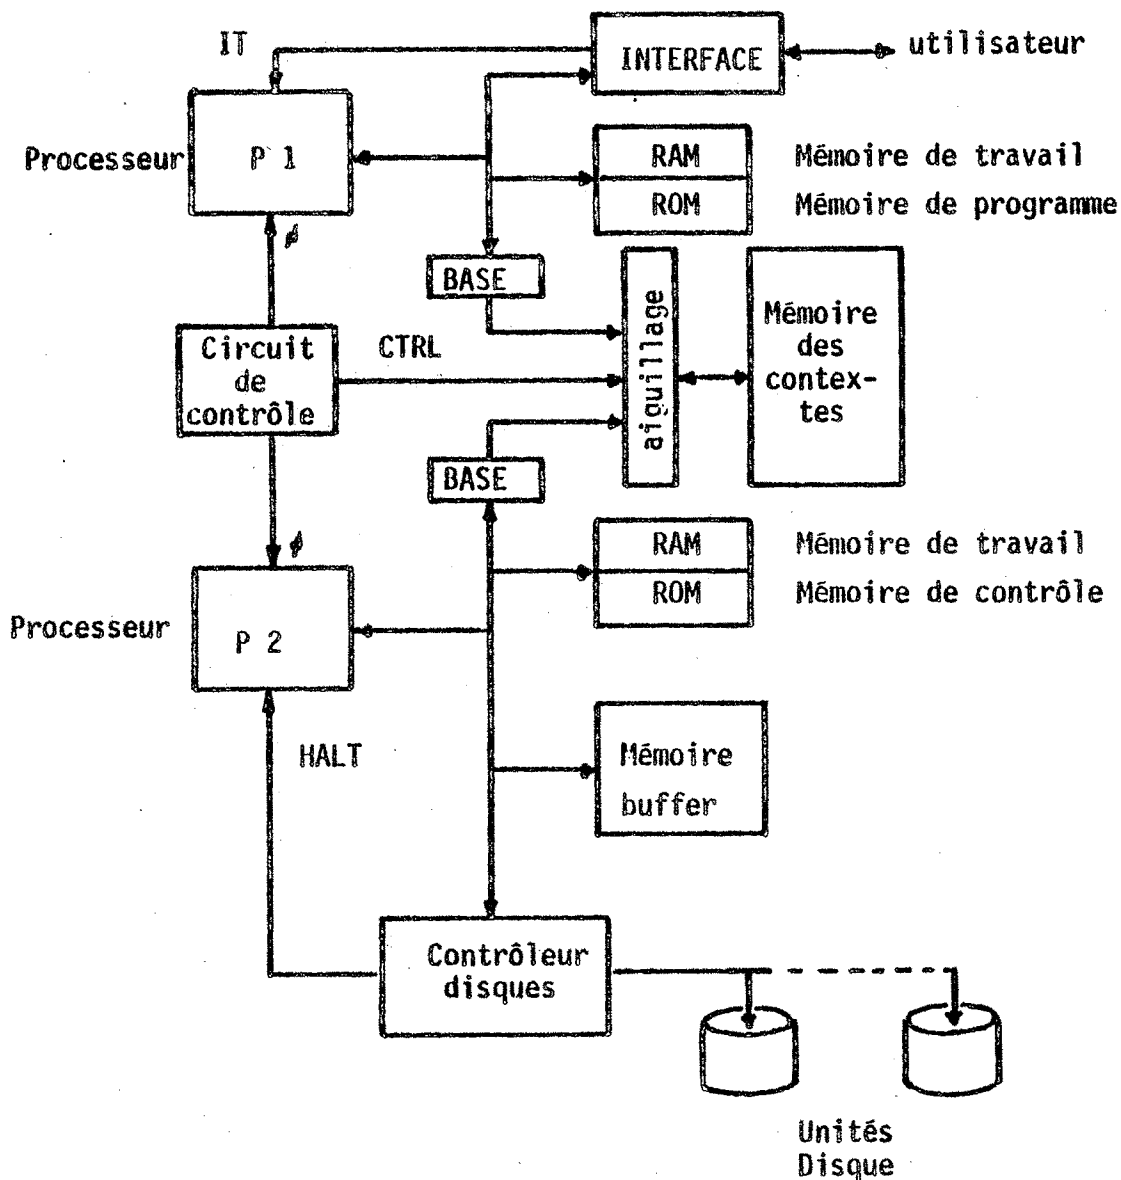 IT
INTERFACE
utilisateur
Processeur
P 1
RAM
Mémoire de travail
ROM
Mémoire de programme
ϕ
BASE
Circuit
de
contrôle
CTRL
aiguillage
Mémoire
des
contex-
tes
BASE
ϕ
RAM
Mémoire de travail
ROM
Mémoire de contrôle
Processeur
P 2
HALT
Mémoire
buffer
Contrôleur
disques
Unités
Disque